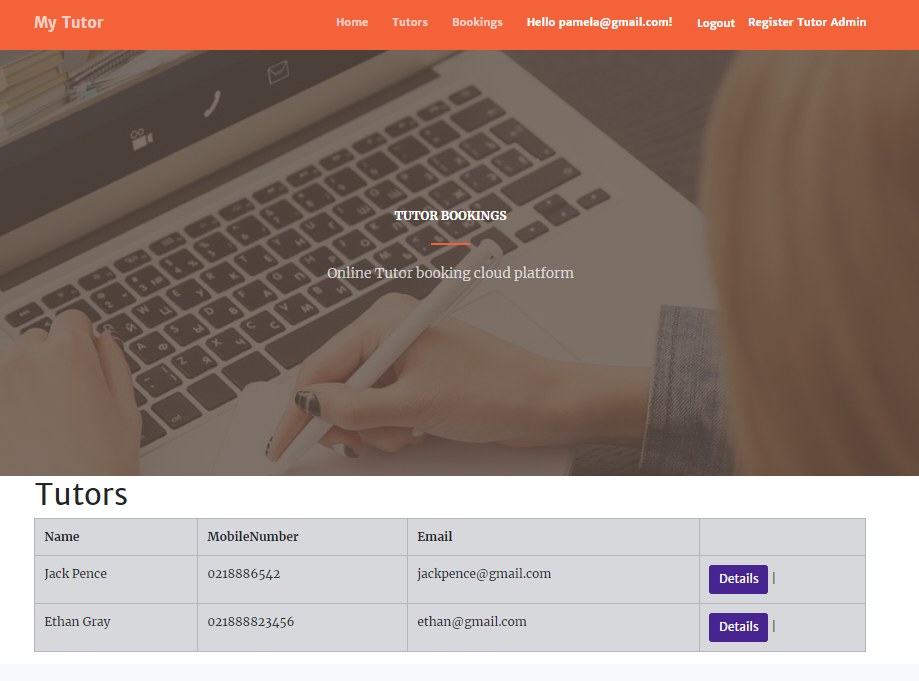 My Tutor Home Tutors Bookings Hello pamela@gmail.com! Logout Register Tutor Admin
TUTOR BOOKINGS
Online Tutor booking cloud platform
Tutors
Name MobileNumber Email
Jack Pence 0218886542 jackpence@gmail.com Details |
Ethan Gray 021888823456 ethan@gmail.com Details |